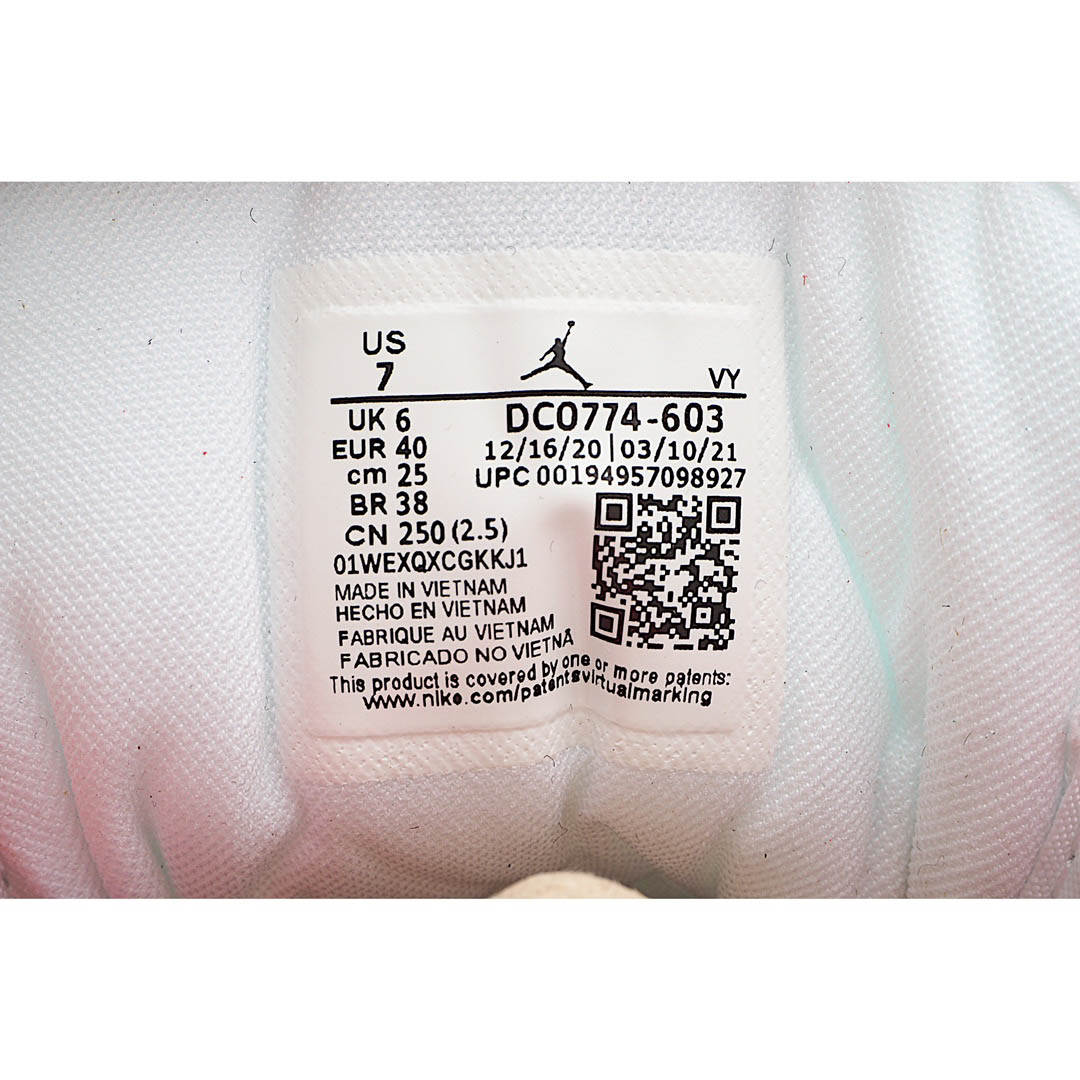 US
7
VY
UK 6
DC0774-603
EUR 40
12/16/20 | 03/10/21
cm 25
UPC 00194957098927
BR 38
CN 250 (2.5)
01WEXQXCGKKJ1
MADE IN VIETNAM
HECHO EN VIETNAM
FABRIQUE AU VIETNAM
FABRICADO NO VIETNÃ
This product is covered by one or more patents:
www.nike.com/patentsvirtualmarking